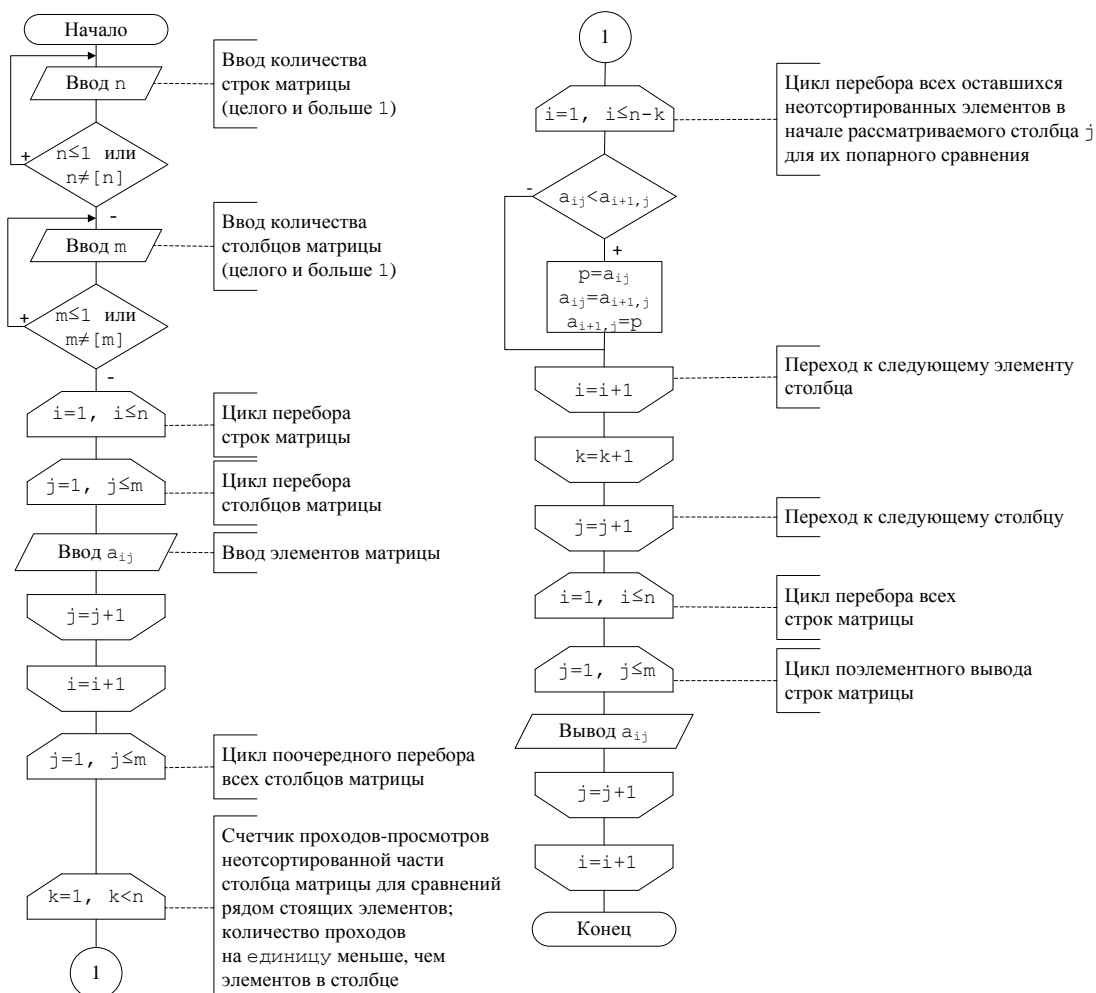 Начало
Ввод n
Ввод количества
строк матрицы
(целого и больше 1)
+
n≤1 или
n≠[n]
-
Ввод m
Ввод количества
столбцов матрицы
(целого и больше 1)
+
m≤1 или
m≠[m]
-
i=1, i≤n
Цикл перебора
строк матрицы
j=1, j≤m
Цикл перебора
столбцов матрицы
Ввод aij
Ввод элементов матрицы
j=j+1
i=i+1
j=1, j≤m
Цикл поочередного перебора
всех столбцов матрицы
k=1, k<n
Счетчик проходов-просмотров
неотсортированной части
столбца матрицы для сравнений
рядом стоящих элементов;
количество проходов
на единицу меньше, чем
элементов в столбце
1
1
i=1, i≤n-k
Цикл перебора всех оставшихся
неотсортированных элементов в
начале рассматриваемого столбца j
для их попарного сравнения
-
aij<ai+1,j
+
p=aij
aij=ai+1,j
ai+1,j=p
i=i+1
Переход к следующему элементу
столбца
k=k+1
j=j+1
Переход к следующему столбцу
i=1, i≤n
Цикл перебора всех
строк матрицы
j=1, j≤m
Цикл поэлементного вывода
строк матрицы
Вывод aij
j=j+1
i=i+1
Конец